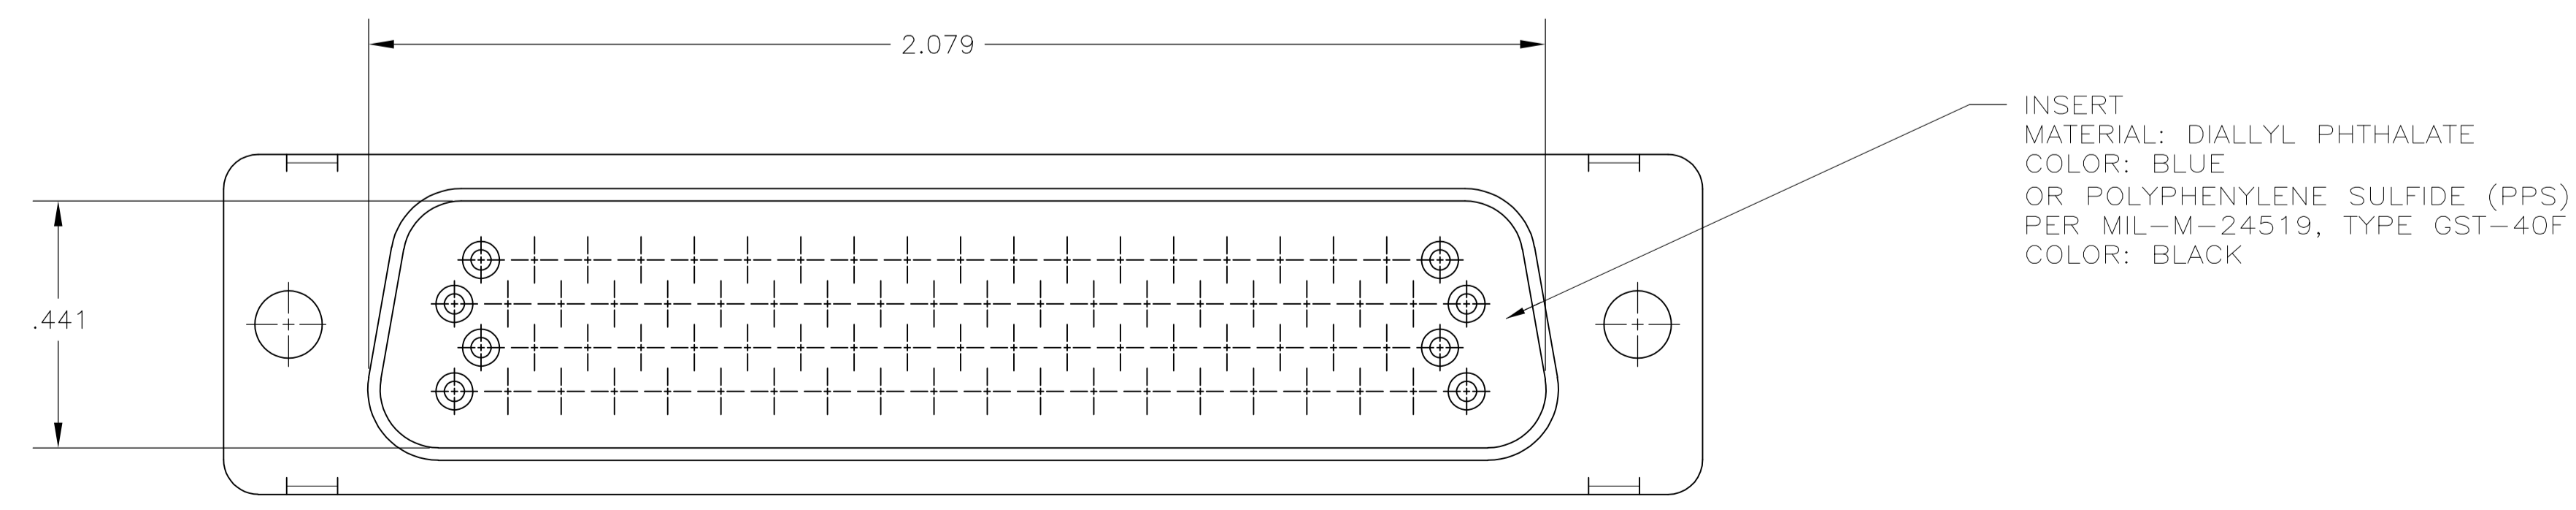 2.079
INSERT
MATERIAL: DIALLYL PHTHALATE
COLOR: BLUE
OR POLYPHENYLENE SULFIDE (PPS)
PER MIL-M-24519, TYPE GST-40F
COLOR: BLACK
.441